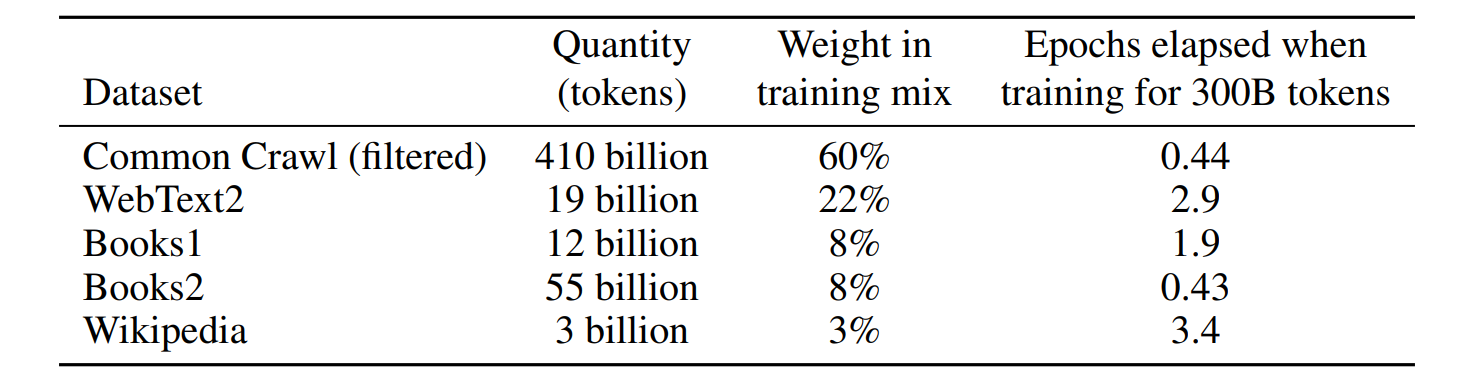 Dataset Quantity (tokens) Weight in training mix Epochs elapsed when training for 300B tokens
Common Crawl (filtered) 410 billion 60% 0.44
WebText2 19 billion 22% 2.9
Books1 12 billion 8% 1.9
Books2 55 billion 8% 0.43
Wikipedia 3 billion 3% 3.4